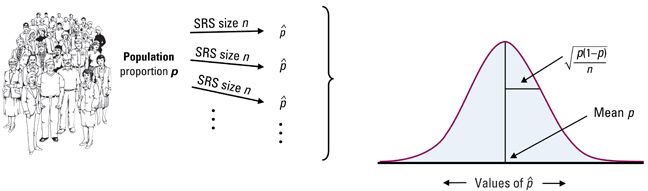 SRS size n
p̂
Population
proportion p
SRS size n
p̂
SRS size n
p̂
√p(1–p)/n
Mean p
Values of p̂